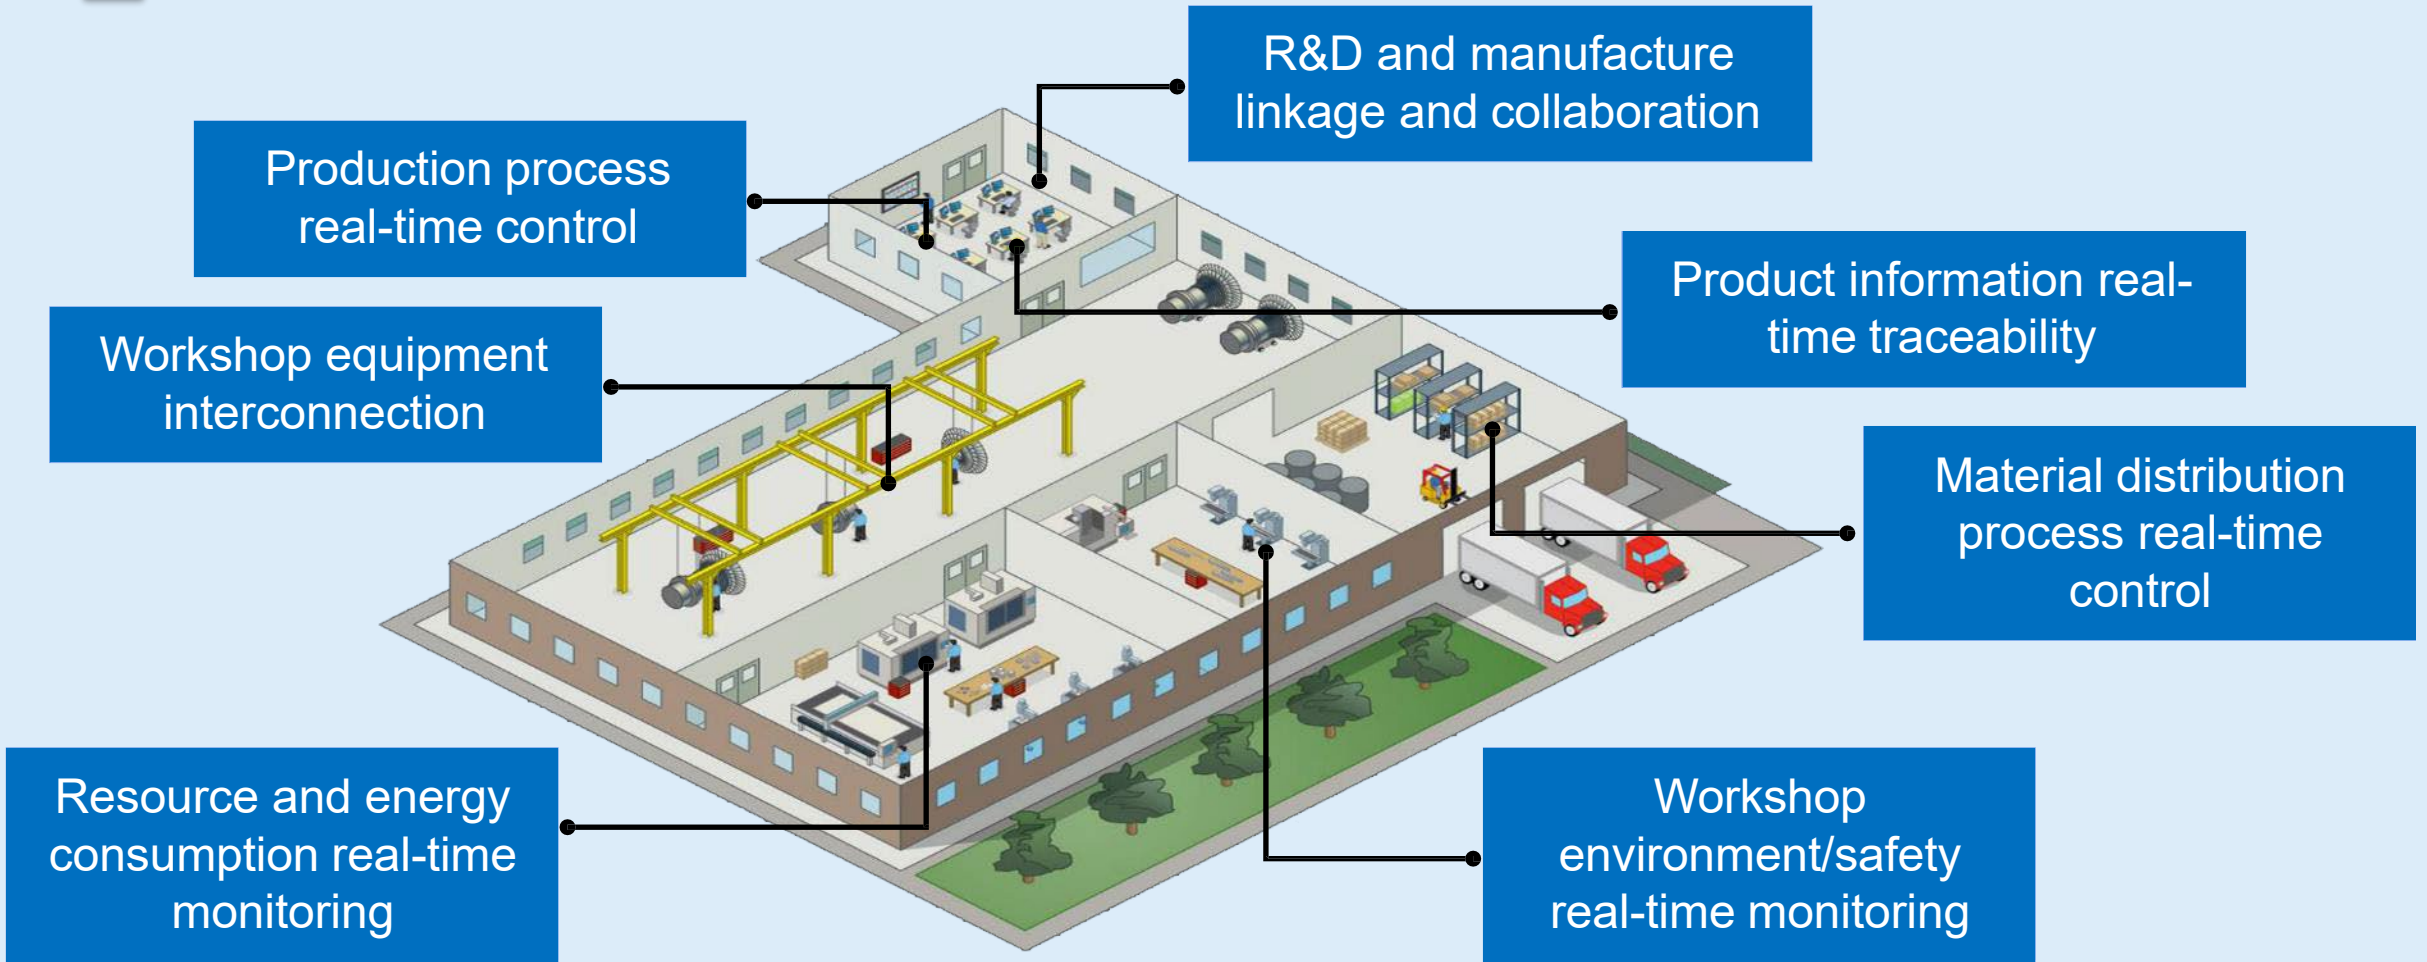 R&D and manufacture
linkage and collaboration
Production process
real-time control
Product information real-
time traceability
Workshop equipment
interconnection
Material distribution
process real-time
control
Resource and energy
consumption real-time
monitoring
Workshop
environment/safety
real-time monitoring